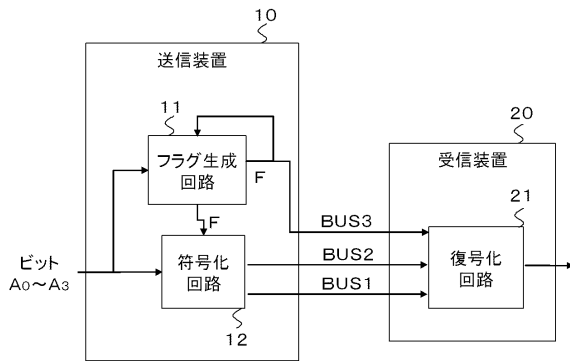 10
送信装置
11
フラグ生成
回路
F
F
ビット
A0～A3
符号化
回路
12
BUS3
BUS2
BUS1
20
受信装置
21
復号化
回路